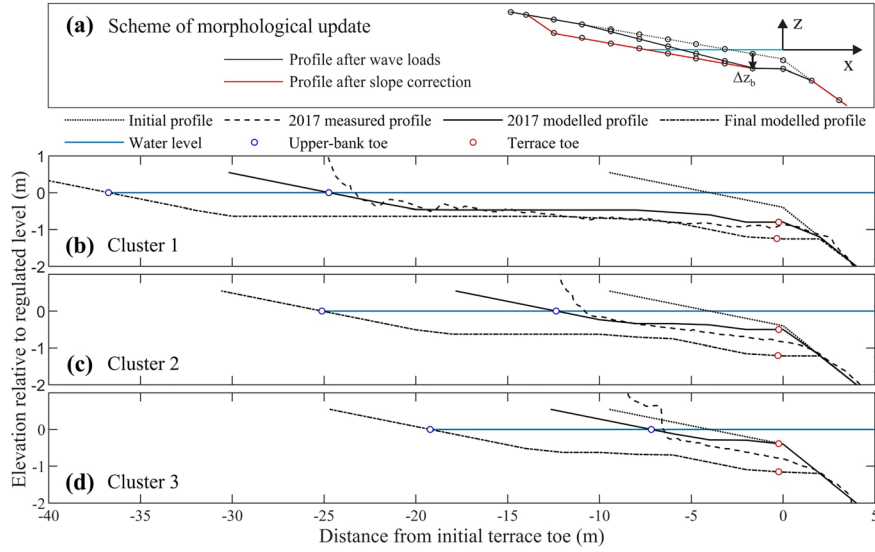 (a) Scheme of morphological update
Profile after wave loads
Profile after slope correction
z
x
Δzb
Initial profile
2017 measured profile
2017 modelled profile
Final modelled profile
Water level
Upper-bank toe
Terrace toe
Elevation relative to regulated level (m)
1
0
-1
-2
(b) Cluster 1
0
-1
-2
(c) Cluster 2
0
-1
-2
(d) Cluster 3
-40 -35 -30 -25 -20 -15 -10 -5 0 5
Distance from initial terrace toe (m)